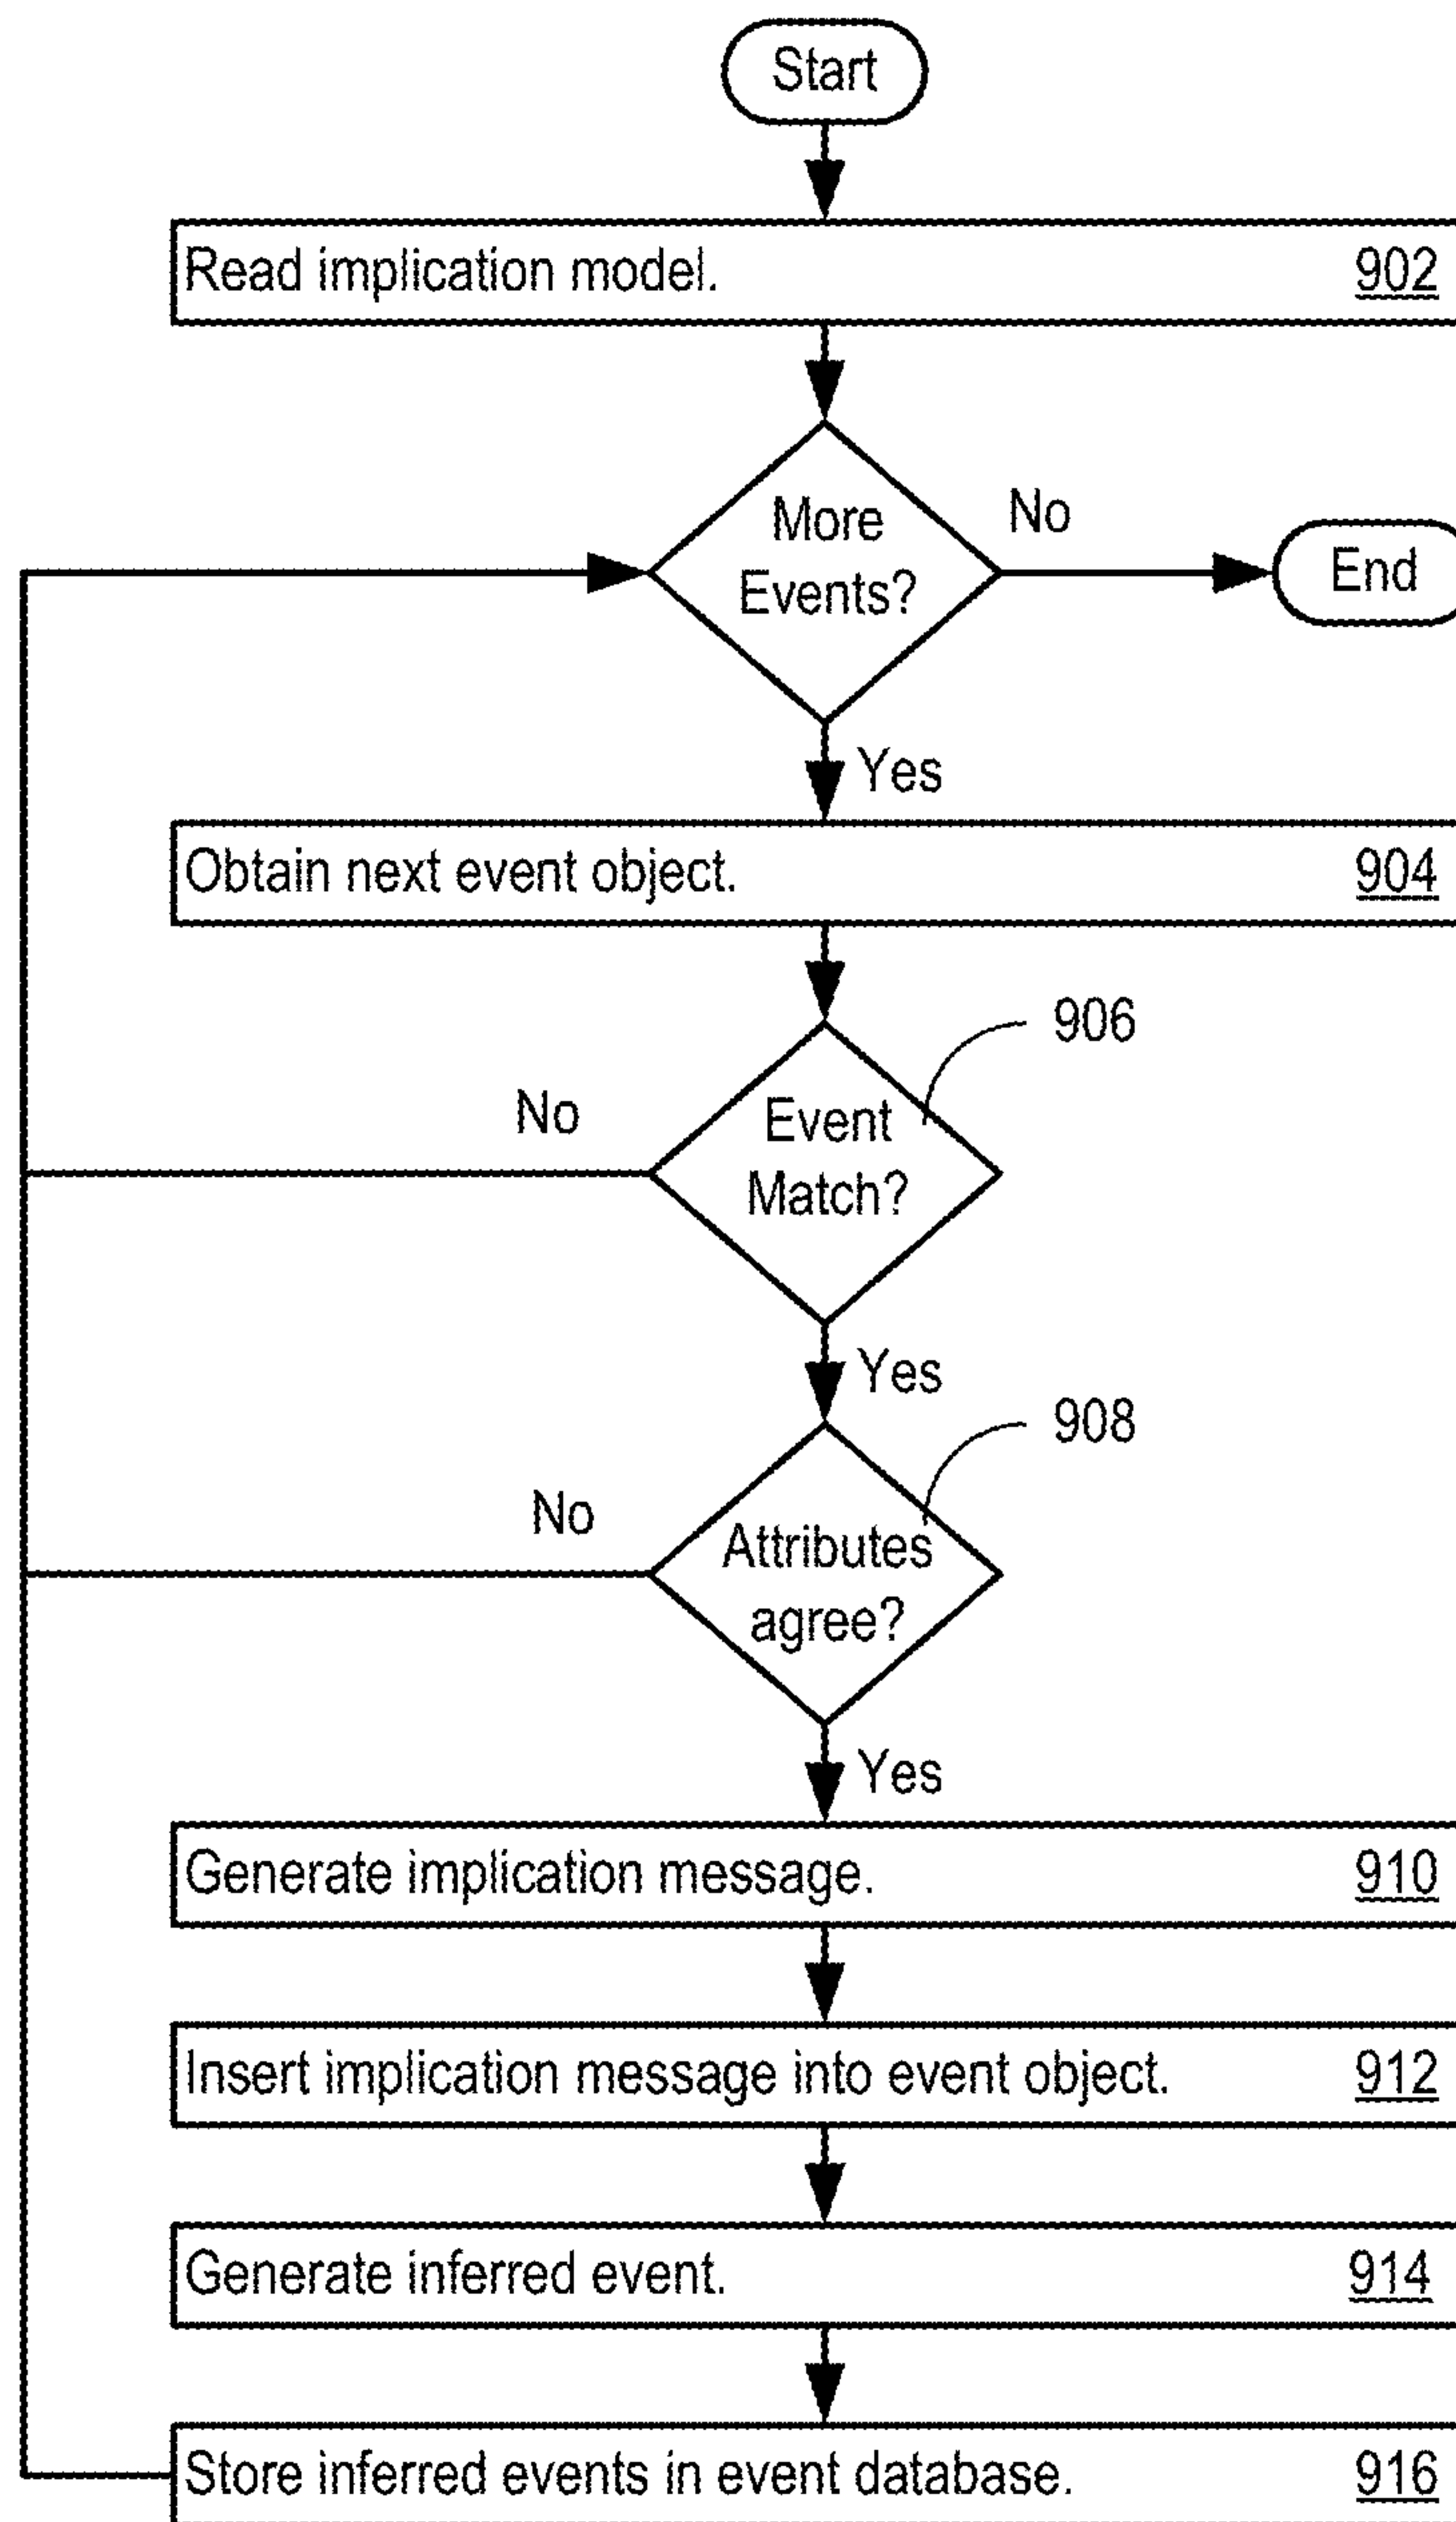 Start
Read implication model. 902
More
Events?
No
End
Yes
Obtain next event object. 904
906
Event
Match?
No
Yes
908
Attributes
agree?
No
Yes
Generate implication message. 910
Insert implication message into event object. 912
Generate inferred event. 914
Store inferred events in event database. 916